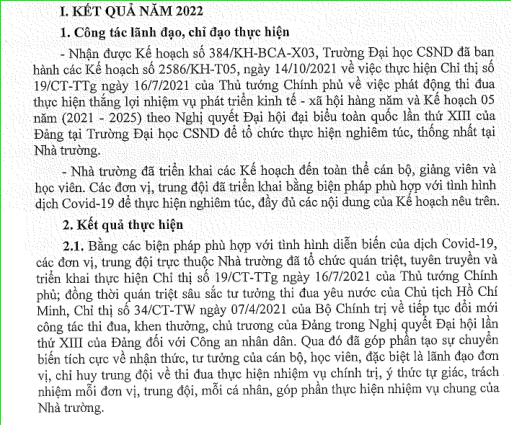 I. KẾT QUẢ NĂM 2022
1. Công tác lãnh đạo, chỉ đạo thực hiện
- Nhận được Kế hoạch số 384/KH-BCA-X03, Trường Đại học CSND đã ban
hành các Kế hoạch số 2586/KH-T05, ngày 14/10/2021 về việc thực hiện Chỉ thị số
19/CT-TTg ngày 16/7/2021 của Thủ tướng Chính phủ về việc phát động thi đua
thực hiện thắng lợi nhiệm vụ phát triển kinh tế - xã hội hàng năm và Kế hoạch 05
năm (2021 - 2025) theo Nghị quyết Đại hội đại biểu toàn quốc lần thứ XIII của
Đảng tại Trường Đại học CSND để tổ chức thực hiện nghiêm túc, thống nhất tại
Nhà trường.
- Nhà trường đã triển khai các Kế hoạch đến toàn thể cán bộ, giảng viên và
học viên. Các đơn vị, trung đội đã triển khai bằng biện pháp phù hợp với tình hình
dịch Covid-19 để thực hiện nghiêm túc, đầy đủ các nội dung của Kế hoạch nêu trên.
2. Kết quả thực hiện
2.1. Bằng các biện pháp phù hợp với tình hình diễn biến của dịch Covid-19,
các đơn vị, trung đội trực thuộc Nhà trường đã tổ chức quán triệt, tuyên truyền và
triển khai thực hiện Chỉ thị số 19/CT-TTg ngày 16/7/2021 của Thủ tướng Chính
phủ; đồng thời quán triệt sâu sắc tư tưởng thi đua yêu nước của Chủ tịch Hồ Chí
Minh, Chỉ thị số 34/CT-TW ngày 07/4/2021 của Bộ Chính trị về tiếp tục đổi mới
công tác thi đua, khen thưởng, chủ trương của Đảng trong Nghị quyết Đại hội lần
thứ XIII của Đảng đối với Công an nhân dân. Qua đó đã góp phần tạo sự chuyển
biến tích cực về nhận thức, tư tưởng của cán bộ, học viên, đặc biệt là lãnh đạo đơn
vị, chỉ huy trung đội về thi đua thực hiện nhiệm vụ chính trị, ý thức tự giác, trách
nhiệm mỗi đơn vị, trung đội, mỗi cá nhân, góp phần thực hiện nhiệm vụ chung của
Nhà trường.